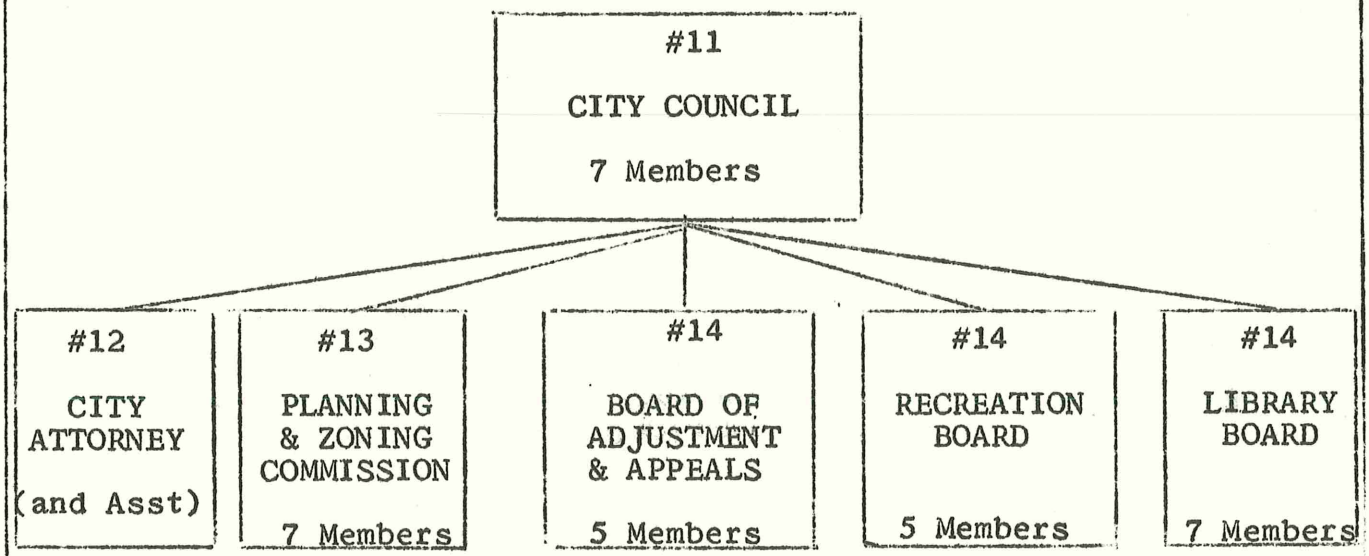 #11
CITY COUNCIL
7 Members
#12
CITY
ATTORNEY
(and Asst)
#13
PLANNING
& ZONING
COMMISSION
7 Members
#14
BOARD OF
ADJUSTMENT
& APPEALS
5 Members
#14
RECREATION
BOARD
5 Members
#14
LIBRARY
BOARD
7 Members